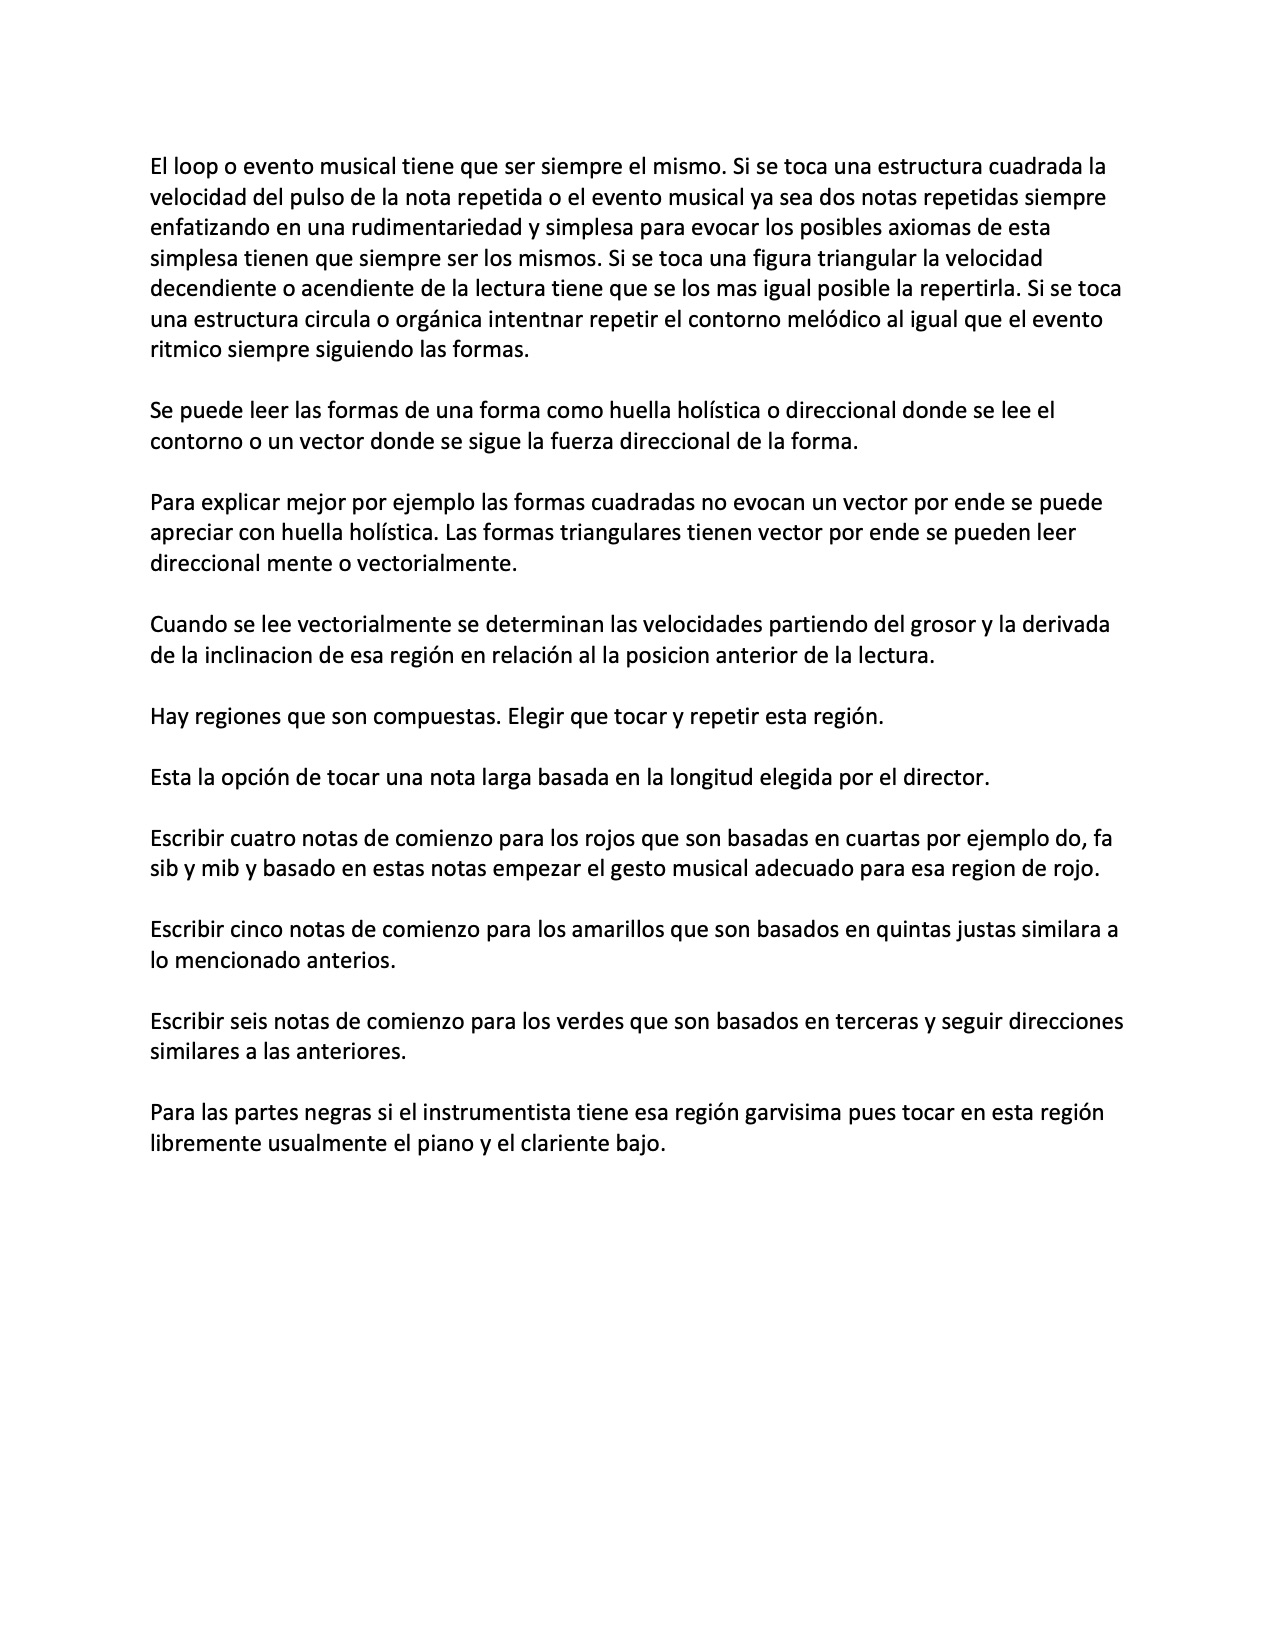 El loop o evento musical tiene que ser siempre el mismo. Si se toca una estructura cuadrada la
velocidad del pulso de la nota repetida o el evento musical ya sea dos notas repetidas siempre
enfatizando en una rudimentariedad y simplesa para evocar los posibles axiomas de esta
simplesa tienen que siempre ser los mismos. Si se toca una figura triangular la velocidad
decendiente o acendiente de la lectura tiene que se los mas igual posible la repertirla. Si se toca
una estructura circula o orgánica intentnar repetir el contorno melódico al igual que el evento
ritmico siempre siguiendo las formas.
Se puede leer las formas de una forma como huella holística o direccional donde se lee el
contorno o un vector donde se sigue la fuerza direccional de la forma.
Para explicar mejor por ejemplo las formas cuadradas no evocan un vector por ende se puede
apreciar con huella holística. Las formas triangulares tienen vector por ende se pueden leer
direccional mente o vectorialmente.
Cuando se lee vectorialmente se determinan las velocidades partiendo del grosor y la derivada
de la inclinacion de esa región en relación al la posicion anterior de la lectura.
Hay regiones que son compuestas. Elegir que tocar y repetir esta región.
Esta la opción de tocar una nota larga basada en la longitud elegida por el director.
Escribir cuatro notas de comienzo para los rojos que son basadas en cuartas por ejemplo do, fa
sib y mib y basado en estas notas empezar el gesto musical adecuado para esa region de rojo.
Escribir cinco notas de comienzo para los amarillos que son basados en quintas justas similara a
lo mencionado anterios.
Escribir seis notas de comienzo para los verdes que son basados en terceras y seguir direcciones
similares a las anteriores.
Para las partes negras si el instrumentista tiene esa región garvisima pues tocar en esta región
libremente usualmente el piano y el clariente bajo.